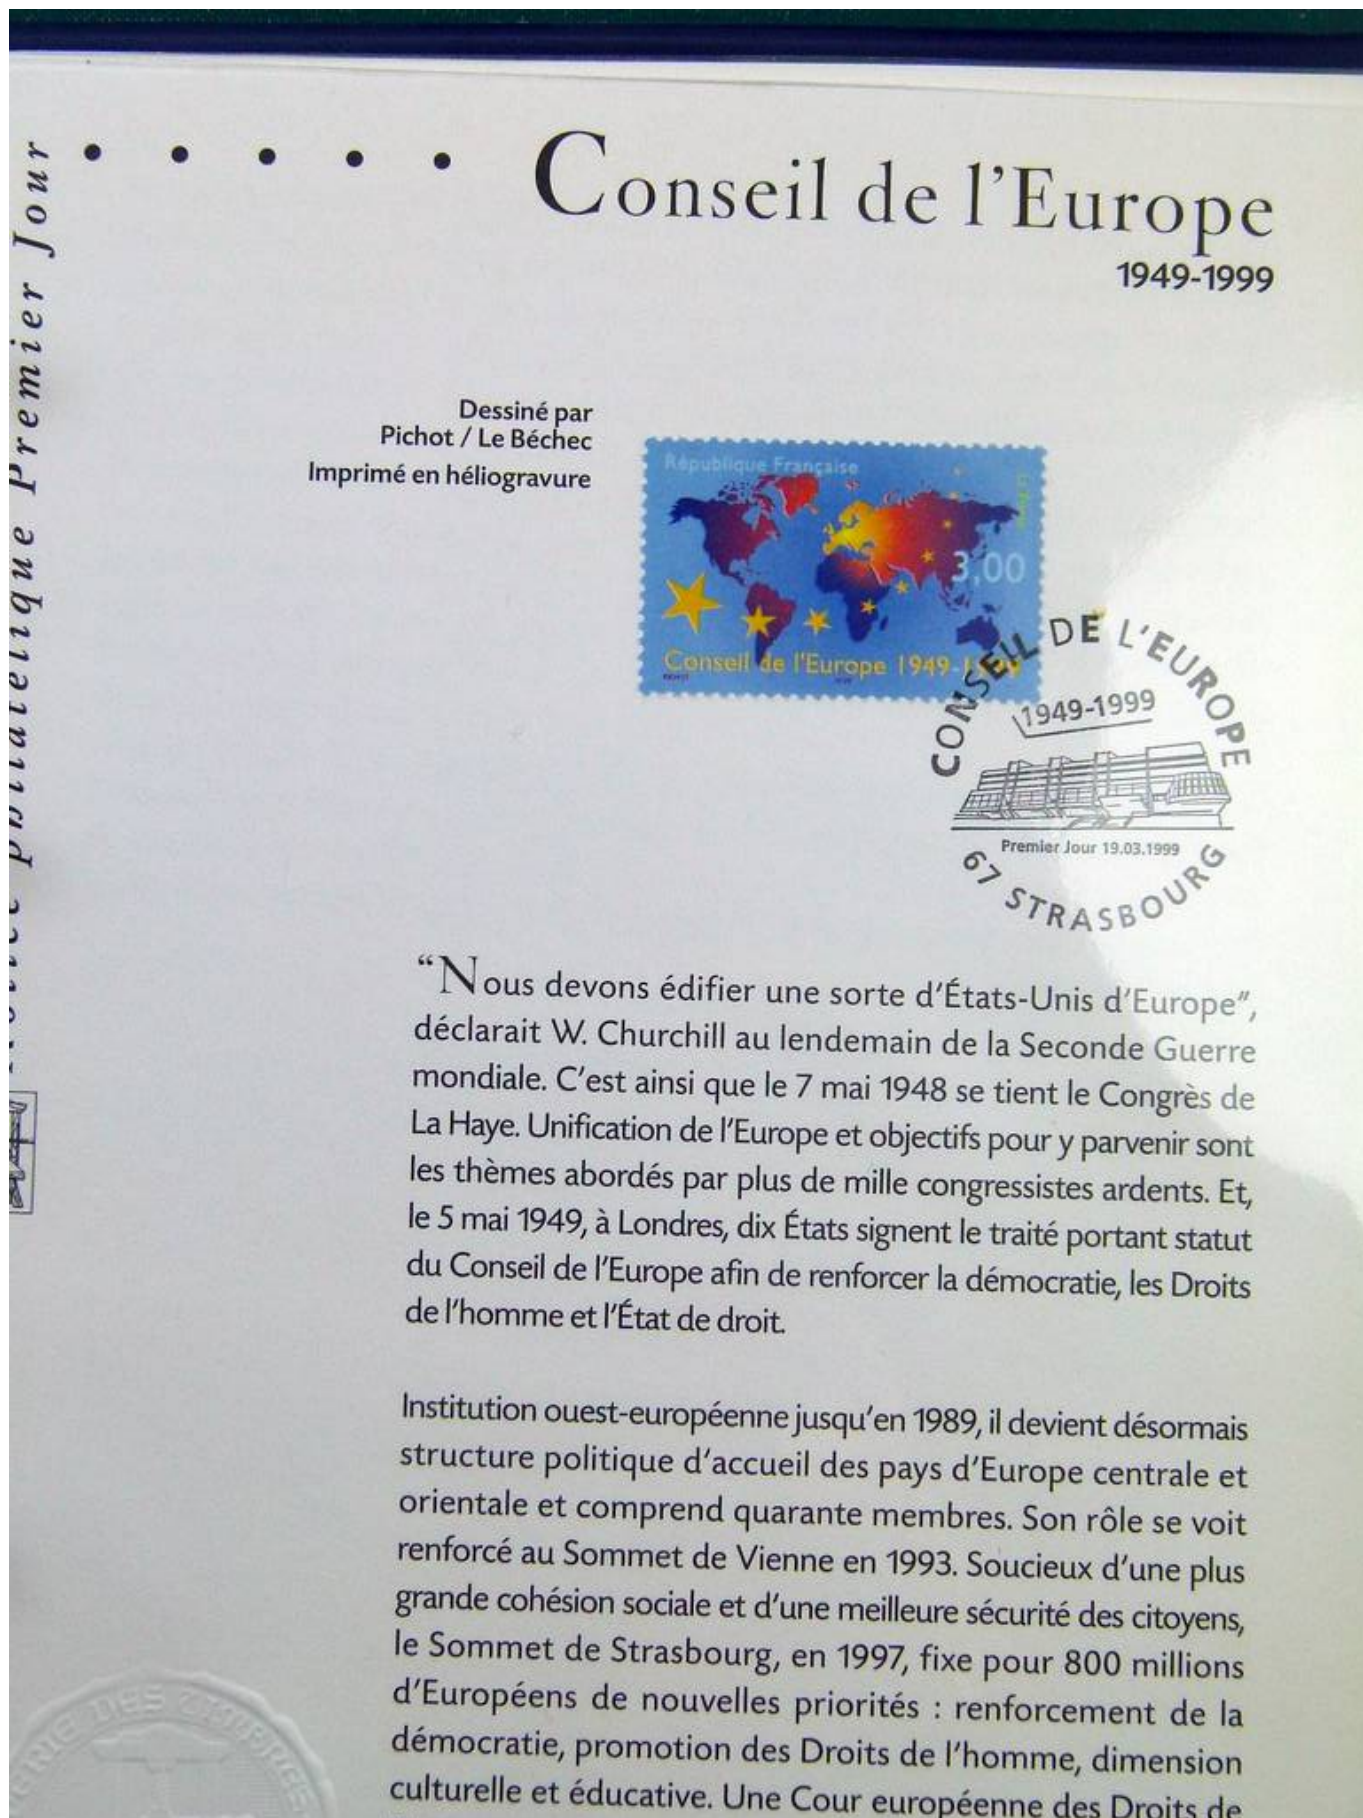 Conseil de l'Europe
1949-1999
Dessiné par
Pichot / Le Béchec
Imprimé en héliogravure
République Française
La Poste
3,00
Conseil de l'Europe 1949-1999
CONSEIL DE L'EUROPE
1949-1999
Premier Jour 19.03.1999
67 STRASBOURG
philatélique Premier Jour
“Nous devons édifier une sorte d'États-Unis d'Europe”,
déclarait W. Churchill au lendemain de la Seconde Guerre
mondiale. C'est ainsi que le 7 mai 1948 se tient le Congrès de
La Haye. Unification de l'Europe et objectifs pour y parvenir sont
les thèmes abordés par plus de mille congressistes ardents. Et,
le 5 mai 1949, à Londres, dix États signent le traité portant statut
du Conseil de l'Europe afin de renforcer la démocratie, les Droits
de l'homme et l'État de droit.
Institution ouest-européenne jusqu'en 1989, il devient désormais
structure politique d'accueil des pays d'Europe centrale et
orientale et comprend quarante membres. Son rôle se voit
renforcé au Sommet de Vienne en 1993. Soucieux d'une plus
grande cohésion sociale et d'une meilleure sécurité des citoyens,
le Sommet de Strasbourg, en 1997, fixe pour 800 millions
d'Européens de nouvelles priorités : renforcement de la
démocratie, promotion des Droits de l'homme, dimension
culturelle et éducative. Une Cour européenne des Droits de